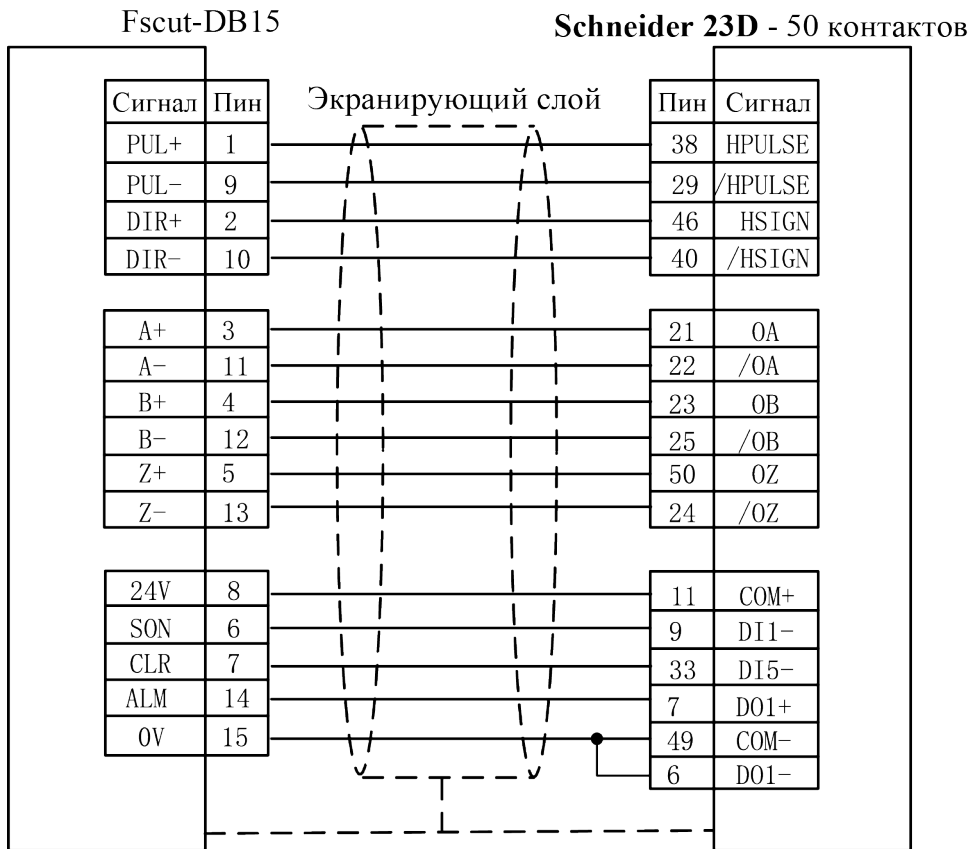 Fscut-DB15
Schneider 23D - 50 контактов
Сигнал Пин Экранирующий слой Пин Сигнал
PUL+ 1 38 HPULSE
PUL- 9 29 /HPULSE
DIR+ 2 46 HSIGN
DIR- 10 40 /HSIGN
A+ 3 21 OA
A- 11 22 /OA
B+ 4 23 OB
B- 12 25 /OB
Z+ 5 50 OZ
Z- 13 24 /OZ
24V 8 11 COM+
SON 6 9 DI1-
CLR 7 33 DI5-
ALM 14 7 DO1+
0V 15 49 COM-
6 DO1-